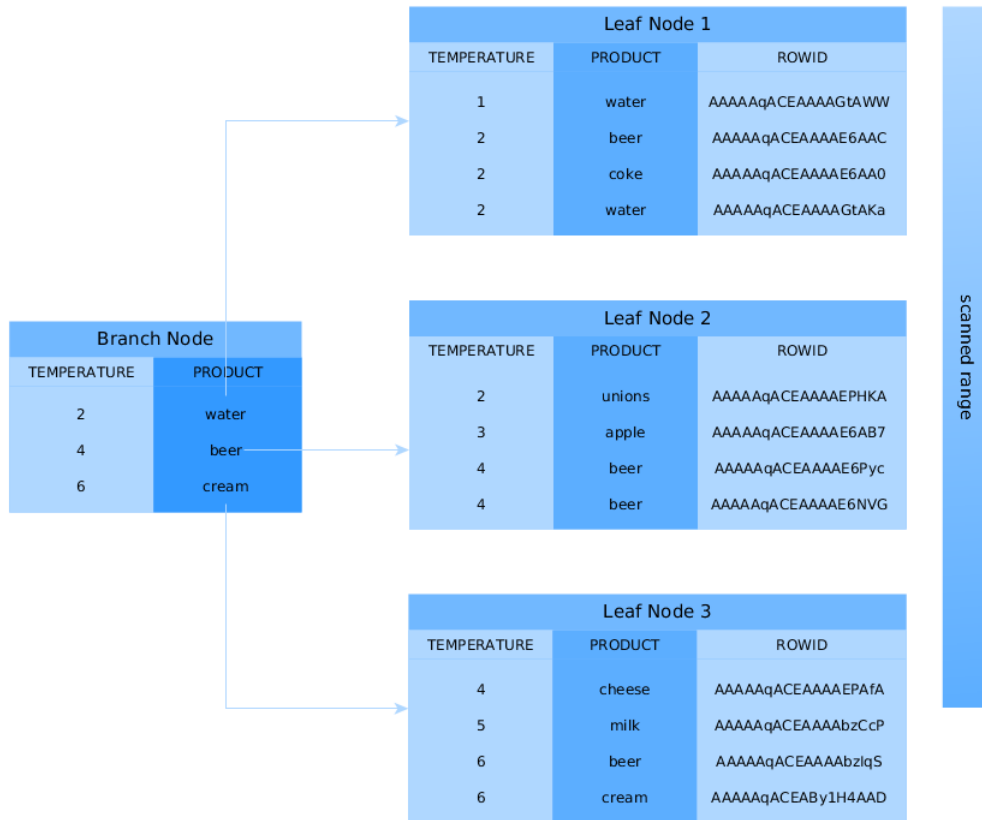 Leaf Node 1
TEMPERATURE PRODUCT ROWID
1 water AAAAAqACEAAAAGtAWW
2 beer AAAAAqACEAAAAE6AAC
2 coke AAAAAqACEAAAAE6AA0
2 water AAAAAqACEAAAAGtAKa
Branch Node
TEMPERATURE PRODUCT
2 water
4 beer
6 cream
Leaf Node 2
TEMPERATURE PRODUCT ROWID
2 unions AAAAAqACEAAAAEPHKA
3 apple AAAAAqACEAAAAE6AB7
4 beer AAAAAqACEAAAAE6Pyc
4 beer AAAAAqACEAAAAE6NVG
Leaf Node 3
TEMPERATURE PRODUCT ROWID
4 cheese AAAAAqACEAAAAEPAfA
5 milk AAAAAqACEAAAAbzCcP
6 beer AAAAAqACEAAAAbzIqS
6 cream AAAAAqACEABy1H4AAD
scanned range